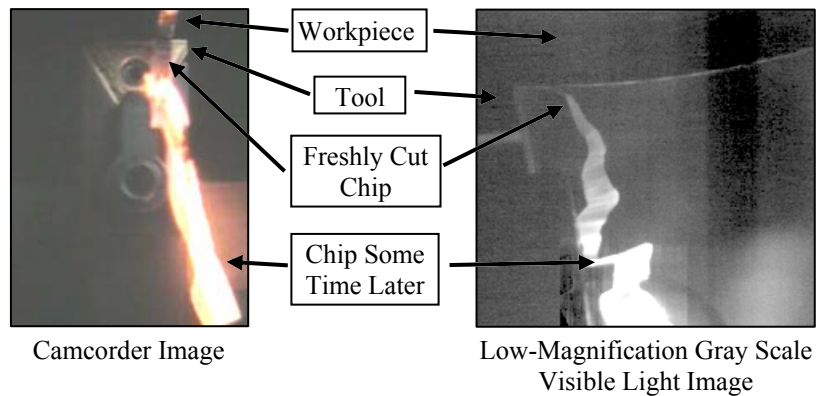 Workpiece
Tool
Freshly Cut
Chip
Chip Some
Time Later
Camcorder Image
Low-Magnification Gray Scale
Visible Light Image